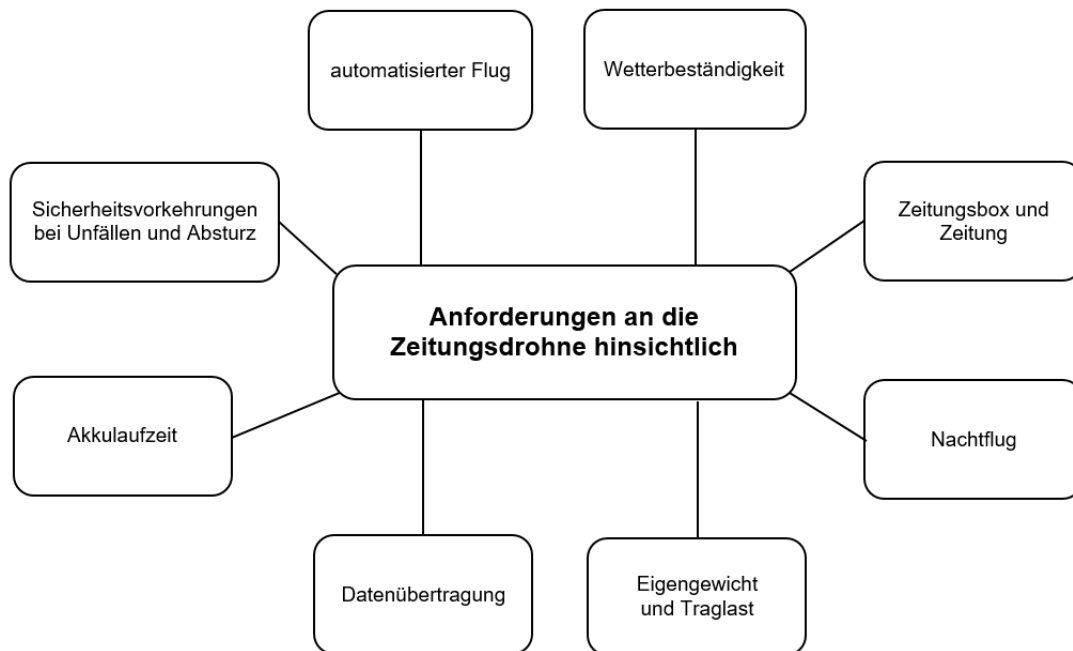 automatisierter Flug
Wetterbeständigkeit
Sicherheitsvorkehrungen
bei Unfällen und Absturz
Zeitungsbox und
Zeitung
Anforderungen an die
Zeitungsdrohne hinsichtlich
Akkulaufzeit
Nachtflug
Datenübertragung
Eigengewicht
und Traglast